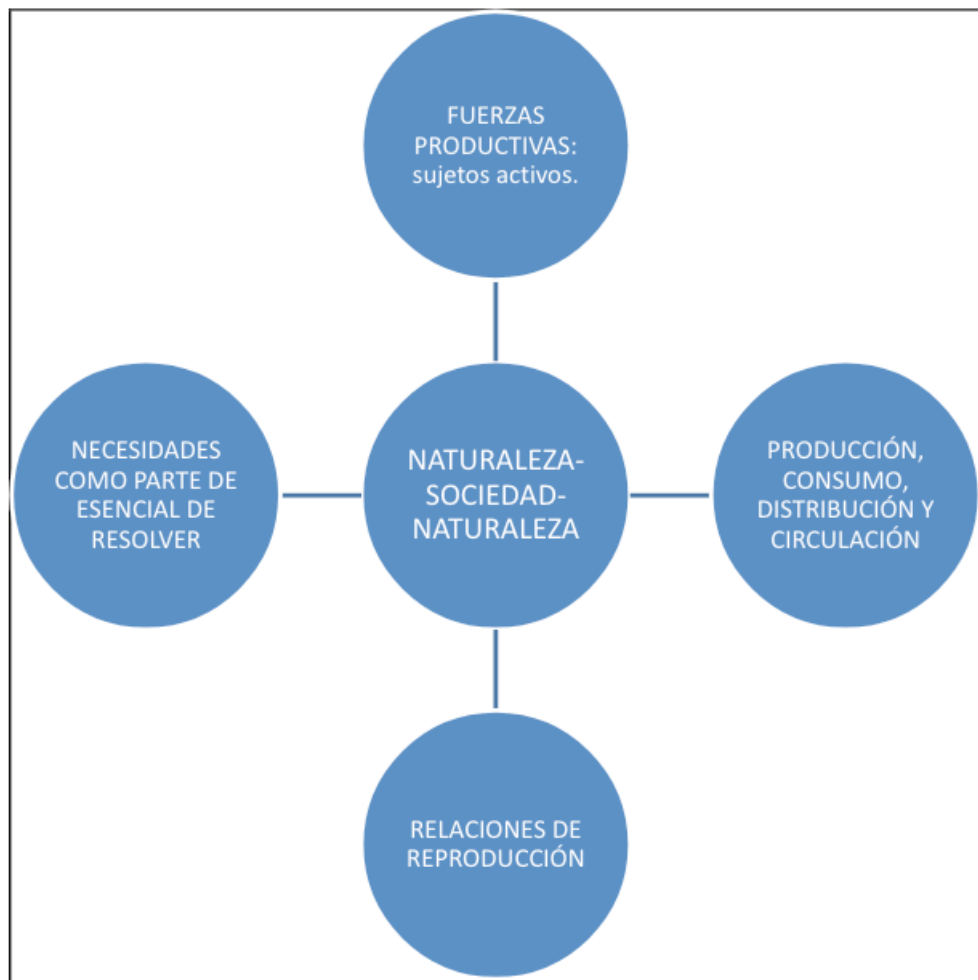 FUERZAS
PRODUCTIVAS:
sujetos activos.
NECESIDADES
COMO PARTE DE
ESENCIAL DE
RESOLVER
NATURALEZA-
SOCIEDAD-
NATURALEZA
PRODUCCIÓN,
CONSUMO,
DISTRIBUCIÓN Y
CIRCULACIÓN
RELACIONES DE
REPRODUCCIÓN